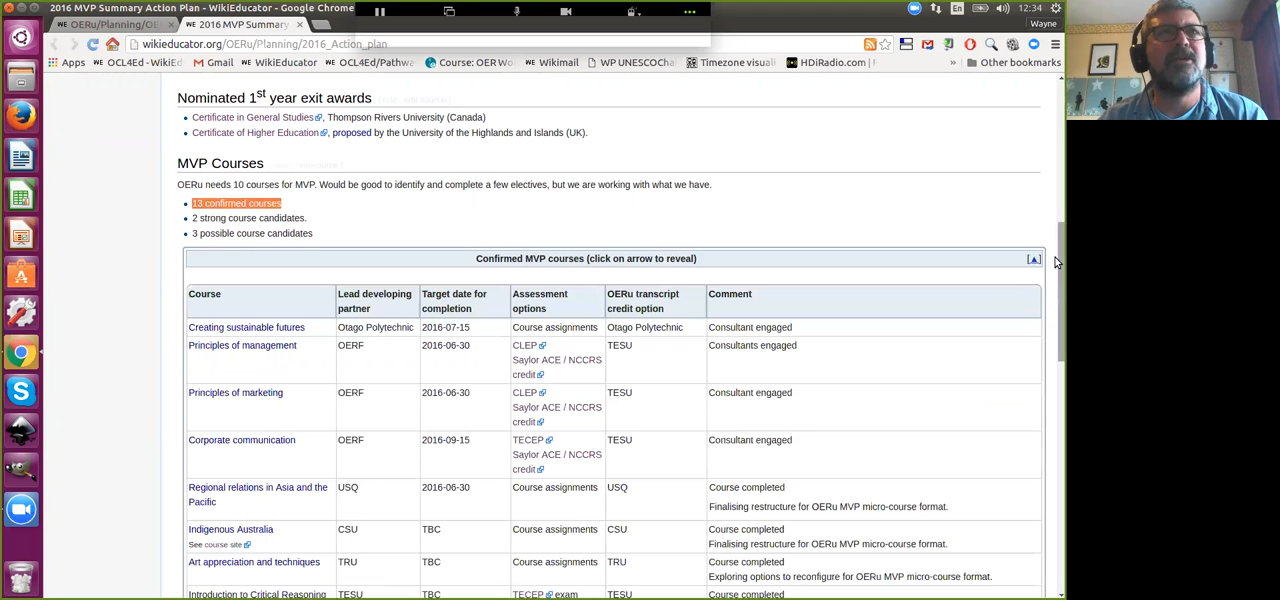 2016 MVP Summary Action Plan - WikiEducator - Google Chrome
En 12:34
WE OERu/Planning/OE × WE 2016 MVP Summary × Wayne
wikieducator.org/OERu/Planning/2016_Action_plan
Apps WE OCL4Ed - WikiEd Gmail WE WikiEducator WE OCL4Ed/Pathw Course: OER Wo Wikimail WP UNESCOChai Timezone visuali HDiRadio.com | F » Other bookmarks
Nominated 1st year exit awards
Certificate in General Studies, Thompson Rivers University (Canada)
Certificate of Higher Education, proposed by the University of the Highlands and Islands (UK).
MVP Courses
OERu needs 10 courses for MVP. Would be good to identify and complete a few electives, but we are working with what we have.
13 confirmed courses
2 strong course candidates.
3 possible course candidates
Confirmed MVP courses (click on arrow to reveal) [▲]
Course Lead developing partner Target date for completion Assessment options OERu transcript credit option Comment
Creating sustainable futures Otago Polytechnic 2016-07-15 Course assignments Otago Polytechnic Consultant engaged
Principles of management OERF 2016-06-30 CLEP TESU Consultants engaged
Saylor ACE / NCCRS
credit
Principles of marketing OERF 2016-06-30 CLEP TESU Consultant engaged
Saylor ACE / NCCRS
credit
Corporate communication OERF 2016-09-15 TECEP TESU Consultant engaged
Saylor ACE / NCCRS
credit
Regional relations in Asia and the USQ 2016-06-30 Course assignments USQ Course completed
Pacific Finalising restructure for OERu MVP micro-course format.
Indigenous Australia CSU TBC Course assignments CSU Course completed
See course site Finalising restructure for OERu MVP micro-course format.
Art appreciation and techniques TRU TBC Course assignments TRU Course completed
Exploring options to reconfigure for OERu MVP micro-course format.
Introduction to Critical Reasoning TESU TBC TECEP exam TESU Course completed